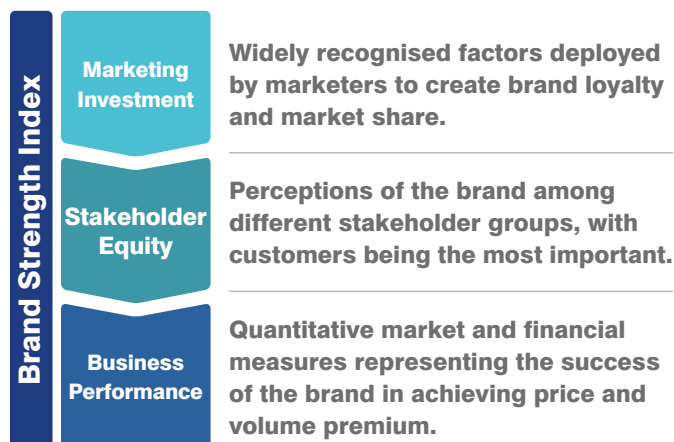 Brand Strength Index
Marketing
Investment
Widely recognised factors deployed
by marketers to create brand loyalty
and market share.
Stakeholder
Equity
Perceptions of the brand among
different stakeholder groups, with
customers being the most important.
Business
Performance
Quantitative market and financial
measures representing the success
of the brand in achieving price and
volume premium.